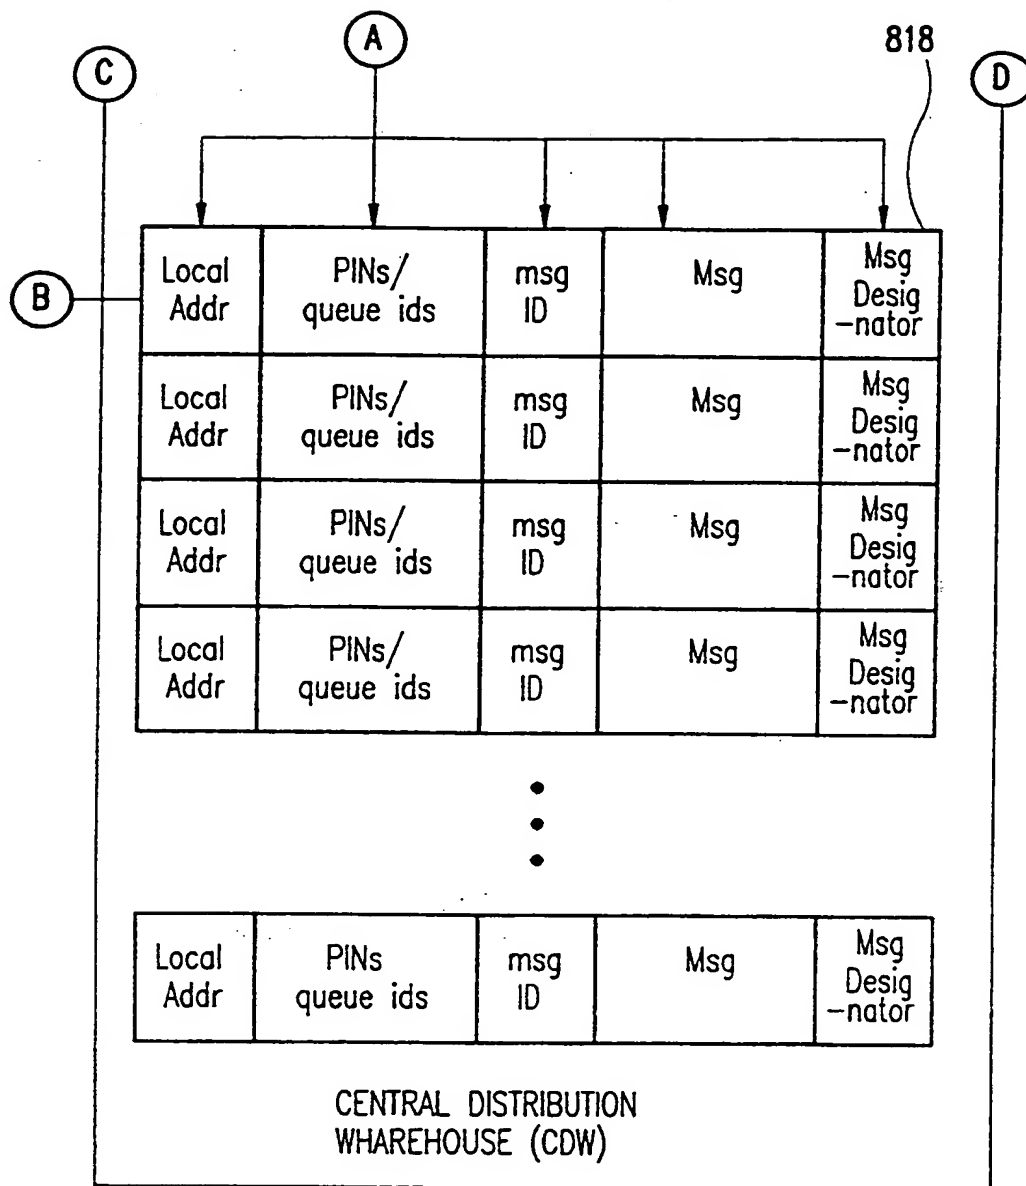 A
818
C
D
B
Local Addr
PINs/ queue ids
msg ID
Msg
Msg Desig -nator
Local Addr
PINs/ queue ids
msg ID
Msg
Msg Desig -nator
Local Addr
PINs/ queue ids
msg ID
Msg
Msg Desig -nator
Local Addr
PINs/ queue ids
msg ID
Msg
Msg Desig -nator
Local Addr
PINs queue ids
msg ID
Msg
Msg Desig -nator
CENTRAL DISTRIBUTION
WHAREHOUSE (CDW)